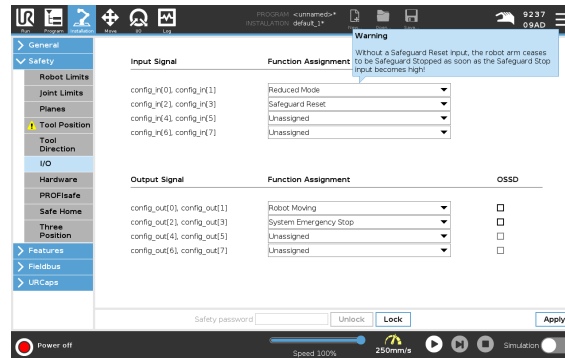 PROGRAM <unnamed>*
INSTALLATION default_1*
9237
09AD
Run Program Installation Move I/O Log
Warning
Without a Safeguard Reset input, the robot arm ceases
to be Safeguard Stopped as soon as the Safeguard Stop
input becomes high!
General
Safety
Robot Limits
Joint Limits
Planes
Tool Position
Tool
Direction
I/O
Hardware
PROFIsafe
Safe Home
Three
Position
Features
Fieldbus
URCaps
Input Signal Function Assignment
config_in[0], config_in[1] Reduced Mode
config_in[2], config_in[3] Safeguard Reset
config_in[4], config_in[5] Unassigned
config_in[6], config_in[7] Unassigned
Output Signal Function Assignment OSSD
config_out[0], config_out[1] Robot Moving
config_out[2], config_out[3] System Emergency Stop
config_out[4], config_out[5] Unassigned
config_out[6], config_out[7] Unassigned
Safety password Unlock Lock Apply
Power off
Speed 100%
250mm/s
Simulation